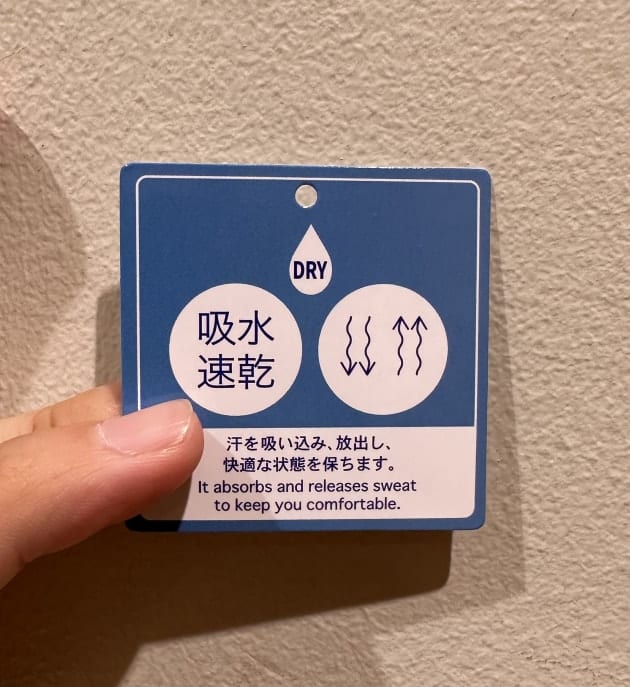 DRY
吸水
速乾
汗を吸い込み、放出し、
快適な状態を保ちます。
It absorbs and releases sweat
to keep you comfortable.